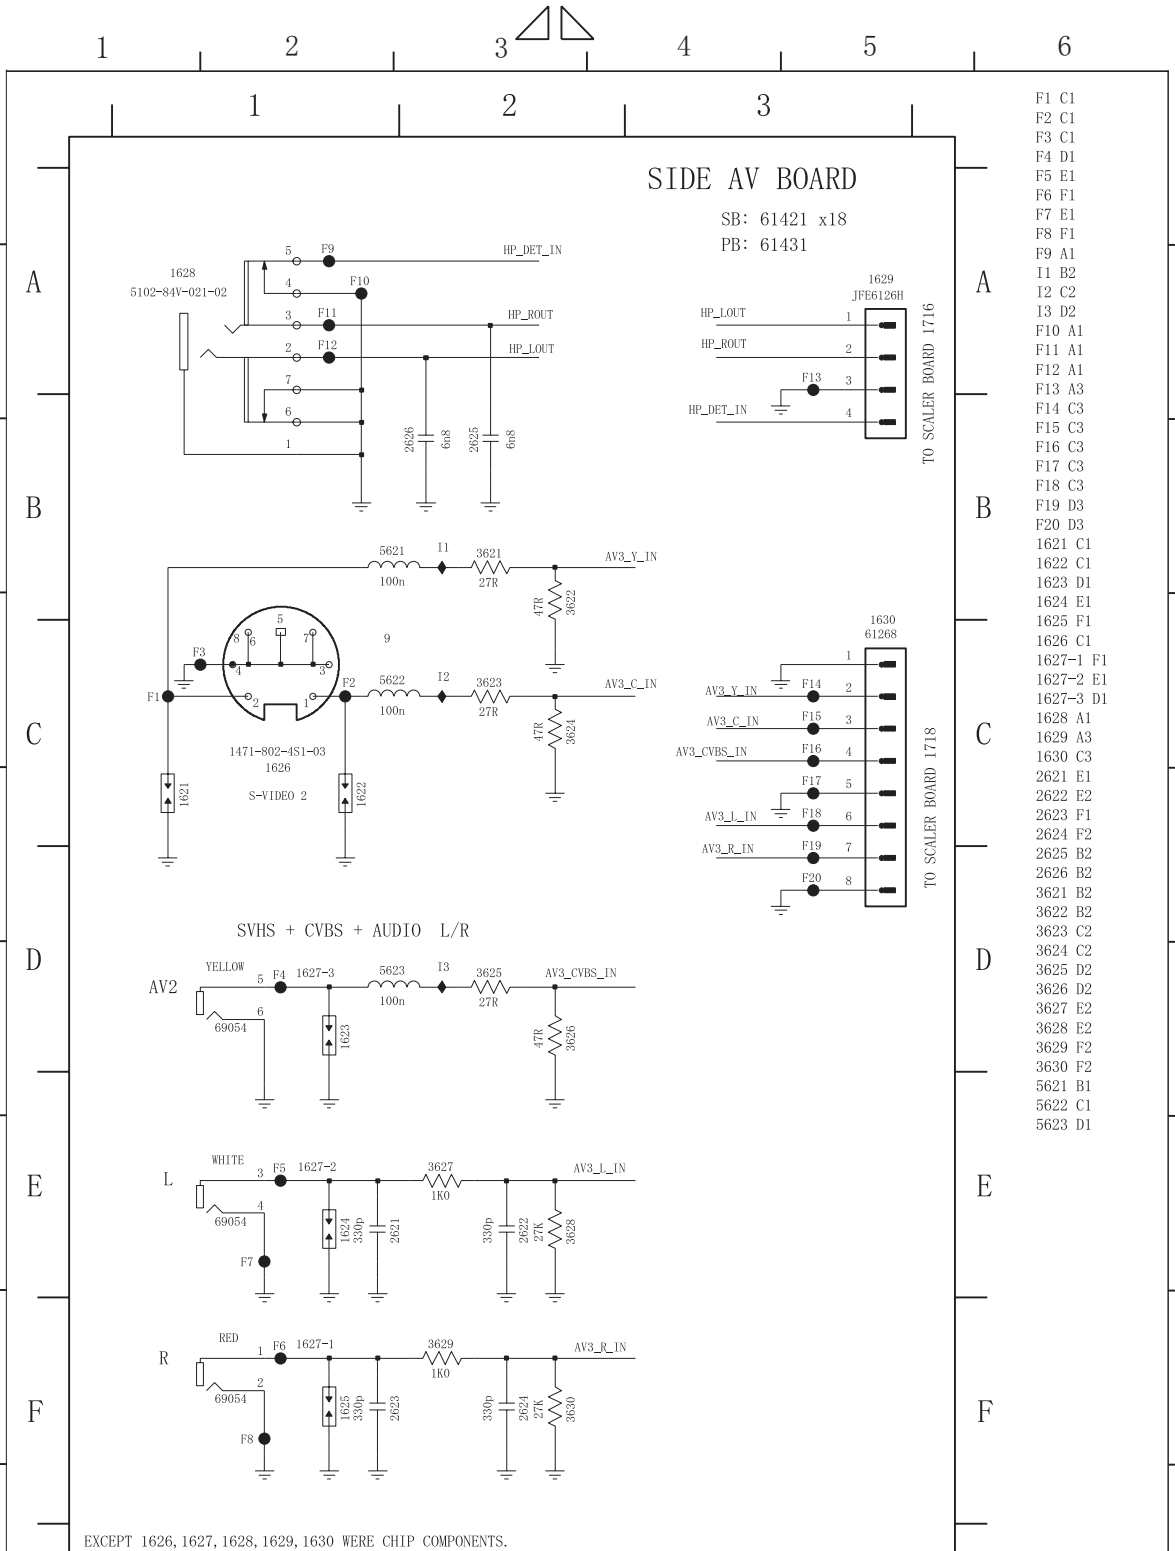 1 2 3 4 5 6
1 2 3
SIDE AV BOARD
SB: 61421 x18
PB: 61431
A
A
1628
5102-84V-021-02
5 F9 HP_DET_IN
4 F10
3 F11 HP_ROUT
2 F12 HP_LOUT
7
6
1
2626
6n8
2625
6n8
1629
JFE6126H
HP_LOUT 1
HP_ROUT 2
F13 3
HP_DET_IN 4
TO SCALER BOARD 1716
B
B
5621 I1 3621 AV3_Y_IN
100n 27R
47R
3622
8 6 5 7
9
F3 4 3
F1 2 1 F2
5622 I2 3623 AV3_C_IN
100n 27R
47R
3624
C
C
1471-802-4S1-03
1626
S-VIDEO 2
1621
1622
1630
61268
1
AV3_Y_IN F14 2
AV3_C_IN F15 3
AV3_CVBS_IN F16 4
F17 5
AV3_L_IN F18 6
AV3_R_IN F19 7
F20 8
TO SCALER BOARD 1718
SVHS + CVBS + AUDIO L/R
D
D
YELLOW
AV2 5 F4 1627-3 5623 I3 3625 AV3_CVBS_IN
100n 27R
6
69054
1623
47R
3626
E
E
WHITE
L 3 F5 1627-2 3627 AV3_L_IN
1K0
4
69054
F7
1624
330p
2621
330p
2622
27K
3628
RED
R 1 F6 1627-1 3629 AV3_R_IN
1K0
2
69054
F8
1625
330p
2623
330p
2624
27K
3630
F
F
EXCEPT 1626,1627,1628,1629,1630 WERE CHIP COMPONENTS.
F1 C1
F2 C1
F3 C1
F4 D1
F5 E1
F6 F1
F7 E1
F8 F1
F9 A1
I1 B2
I2 C2
I3 D2
F10 A1
F11 A1
F12 A1
F13 A3
F14 C3
F15 C3
F16 C3
F17 C3
F18 C3
F19 D3
F20 D3
1621 C1
1622 C1
1623 D1
1624 E1
1625 F1
1626 C1
1627-1 F1
1627-2 E1
1627-3 D1
1628 A1
1629 A3
1630 C3
2621 E1
2622 E2
2623 F1
2624 F2
2625 B2
2626 B2
3621 B2
3622 B2
3623 C2
3624 C2
3625 D2
3626 D2
3627 E2
3628 E2
3629 F2
3630 F2
5621 B1
5622 C1
5623 D1